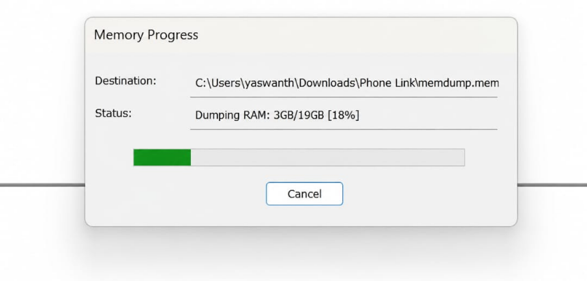 Memory Progress
Destination: C:\Users\yaswanth\Downloads\Phone Link\memdump.mem
Status: Dumping RAM: 3GB/19GB [18%]
Cancel